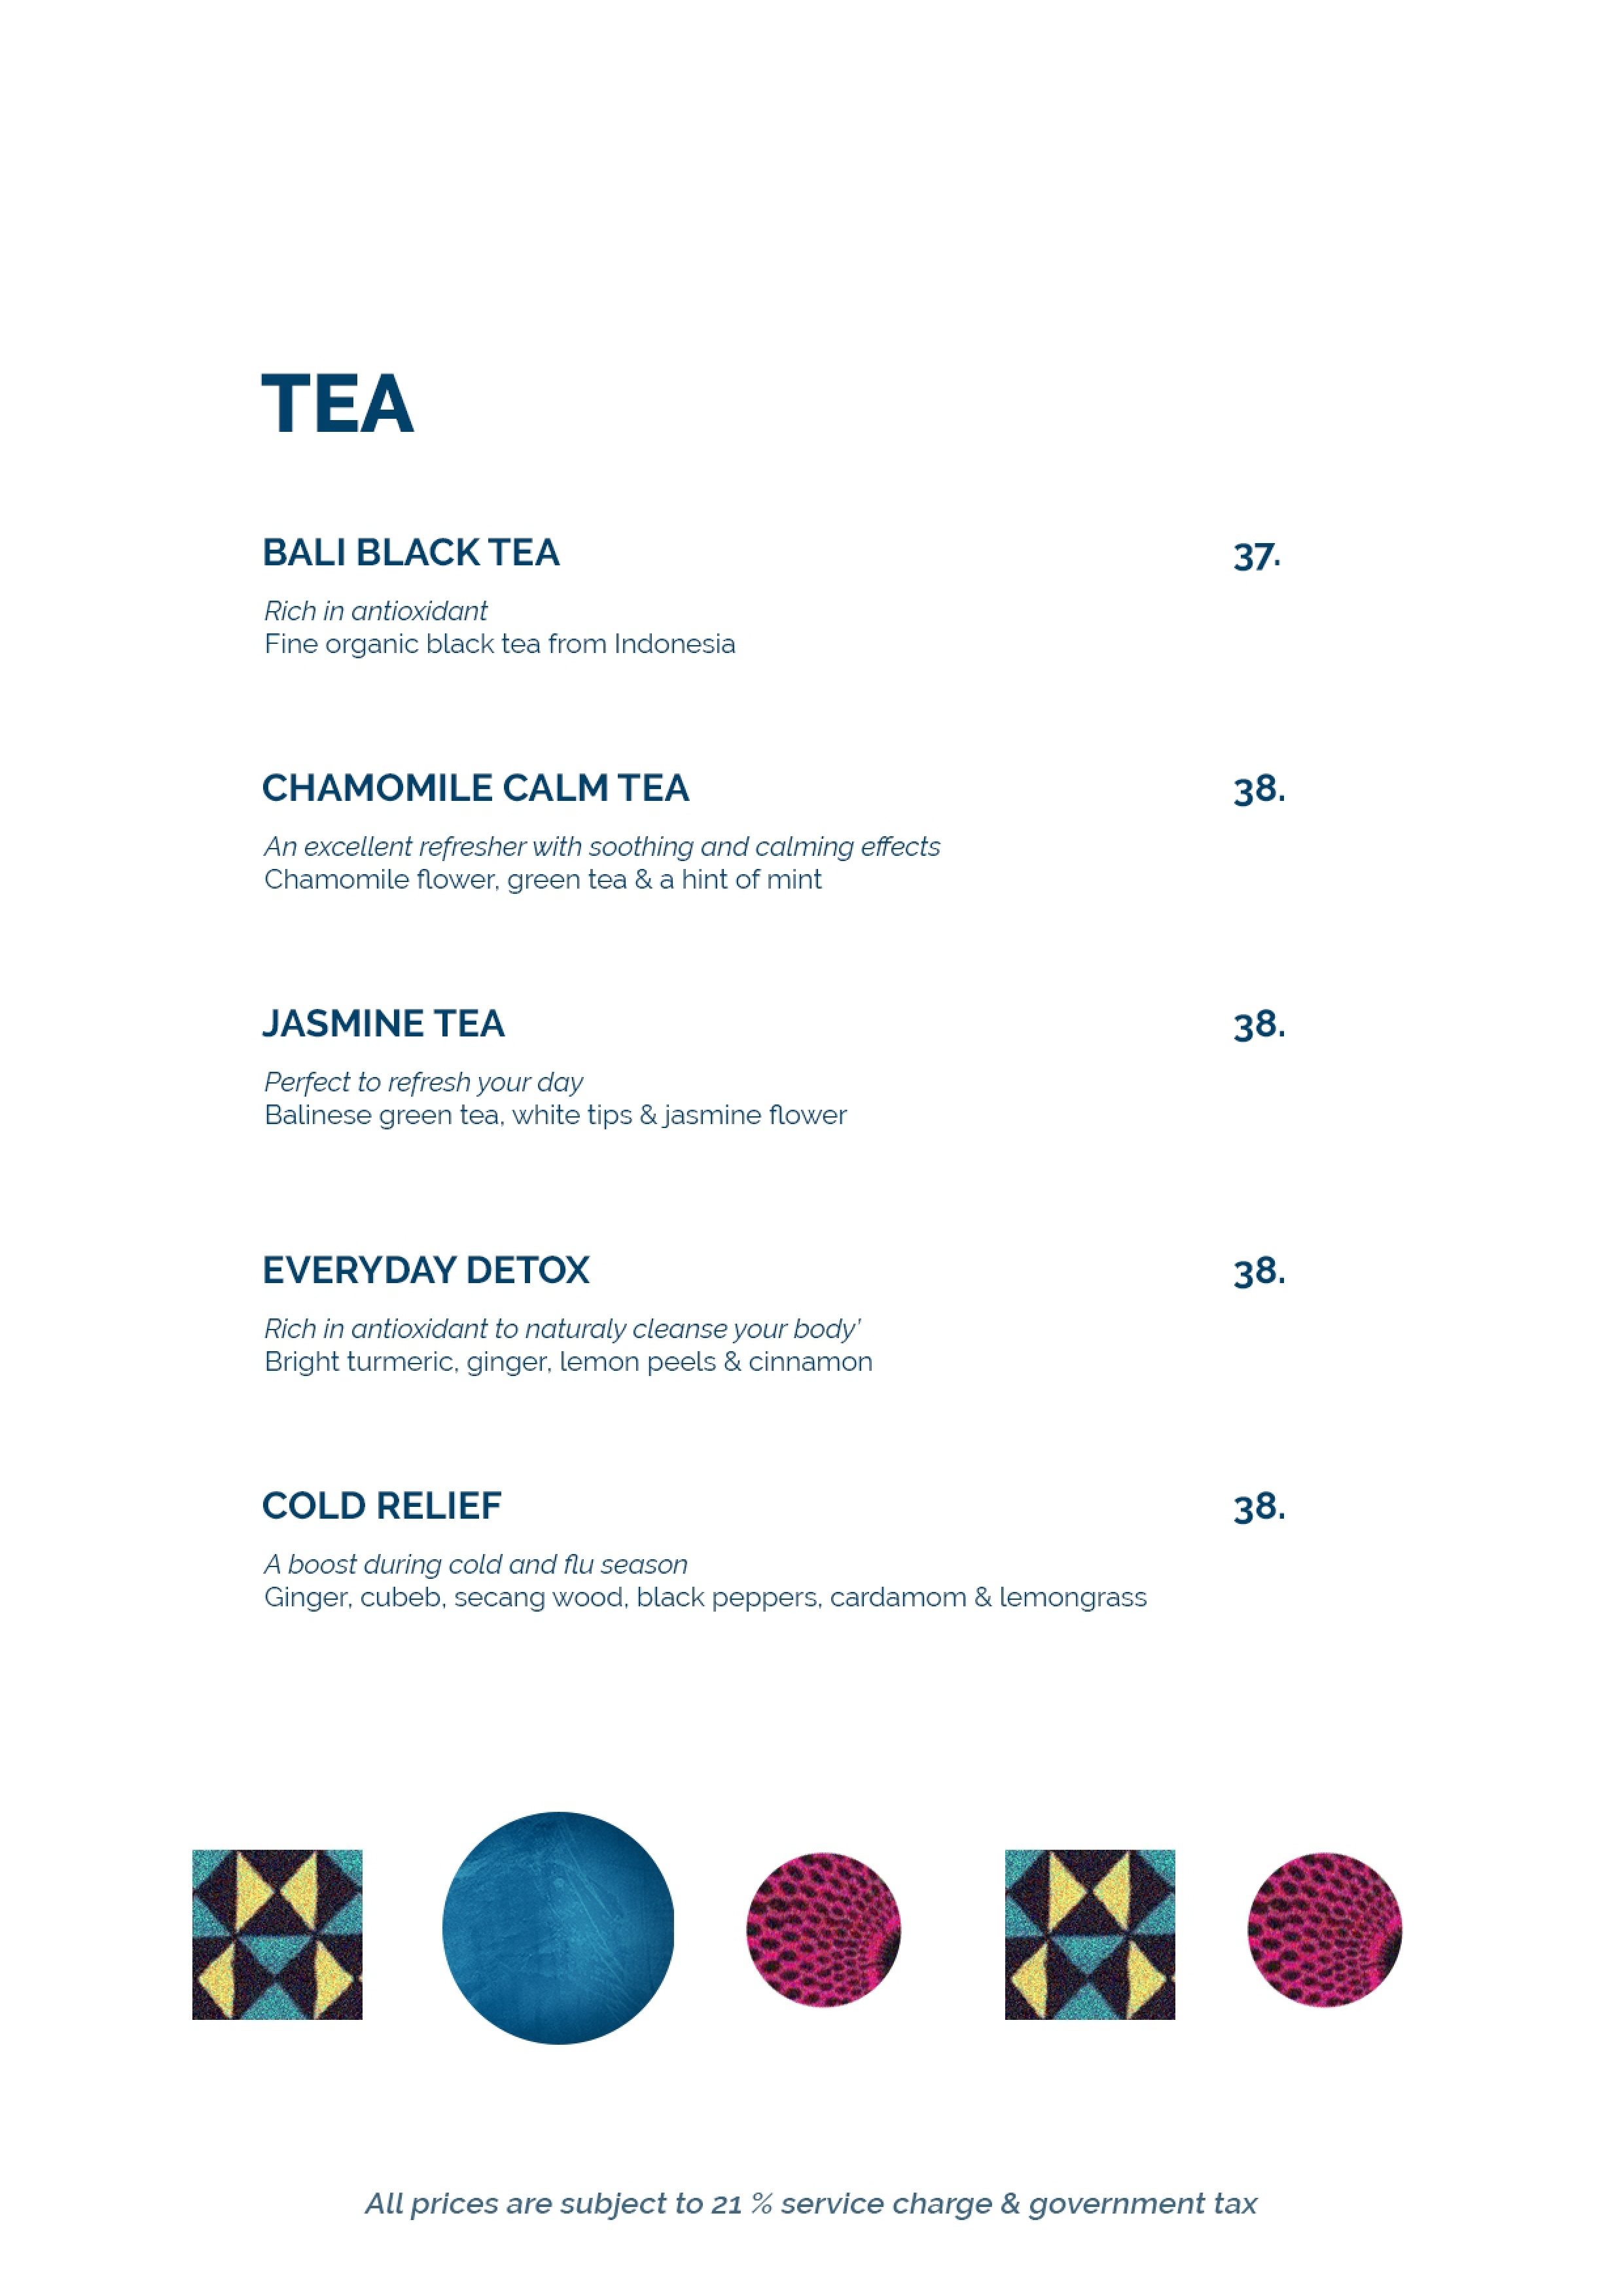 TEA
BALI BLACK TEA 37.
Rich in antioxidant
Fine organic black tea from Indonesia
CHAMOMILE CALM TEA 38.
An excellent refresher with soothing and calming effects
Chamomile flower, green tea & a hint of mint
JASMINE TEA 38.
Perfect to refresh your day
Balinese green tea, white tips & jasmine flower
EVERYDAY DETOX 38.
Rich in antioxidant to naturaly cleanse your body’
Bright turmeric, ginger, lemon peels & cinnamon
COLD RELIEF 38.
A boost during cold and flu season
Ginger, cubeb, secang wood, black peppers, cardamom & lemongrass
All prices are subject to 21 % service charge & government tax